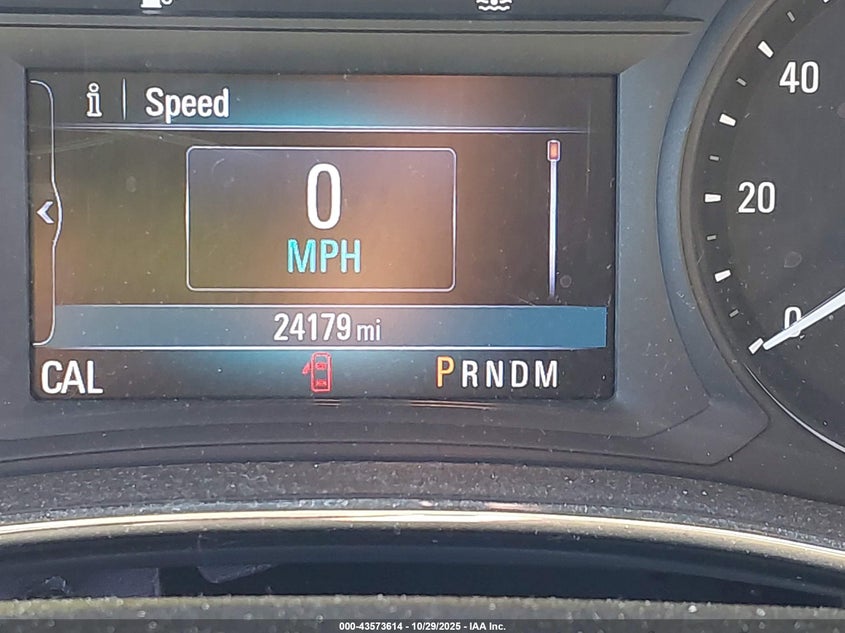 i | Speed
40
0
MPH
20
24179 mi
0
CAL
PRNDM
000-43573614 - 10/29/2025 - IAA Inc.